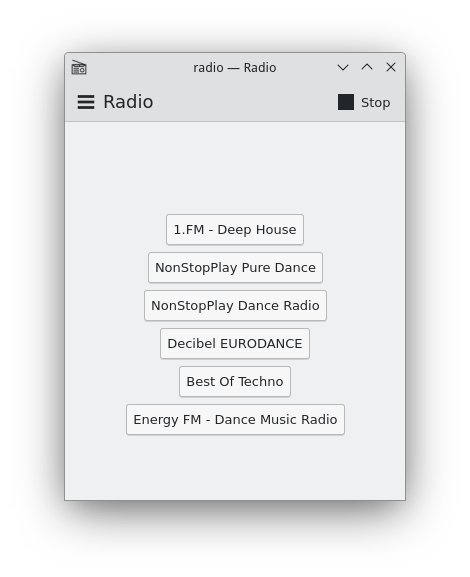 radio — Radio
Radio
Stop
1.FM - Deep House
NonStopPlay Pure Dance
NonStopPlay Dance Radio
Decibel EURODANCE
Best Of Techno
Energy FM - Dance Music Radio